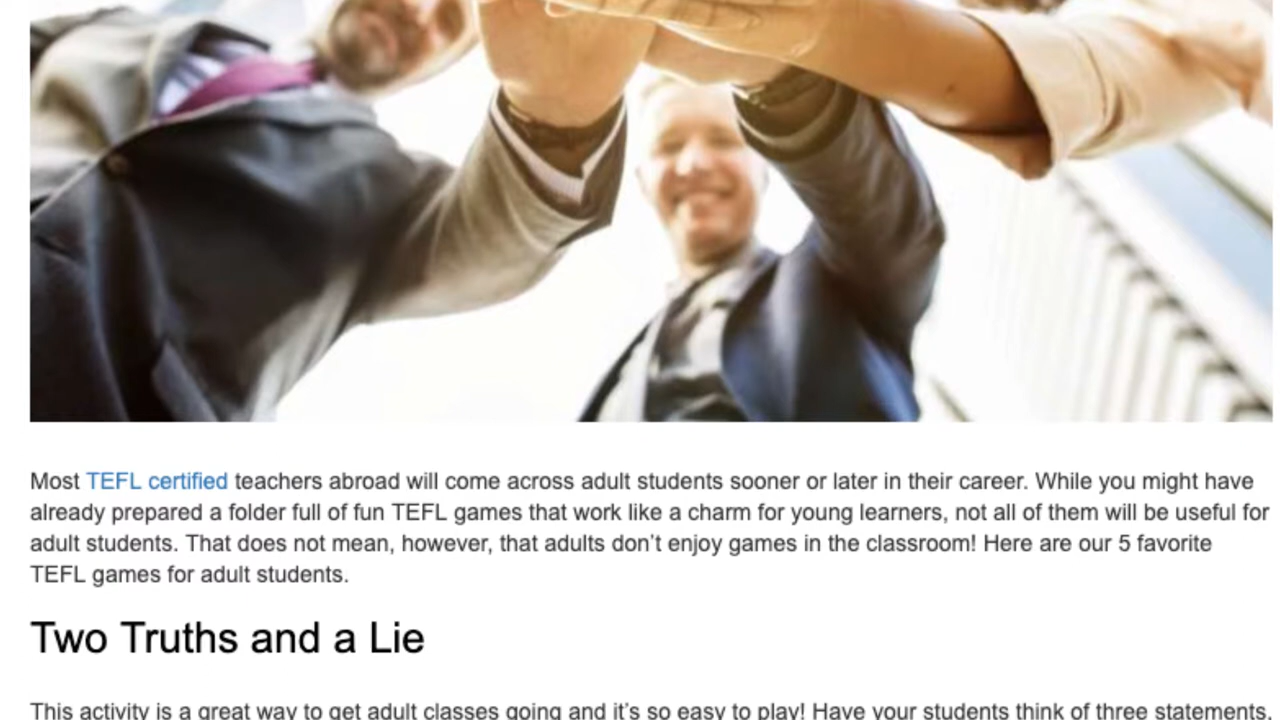 Most TEFL certified teachers abroad will come across adult students sooner or later in their career. While you might have
already prepared a folder full of fun TEFL games that work like a charm for young learners, not all of them will be useful for
adult students. That does not mean, however, that adults don't enjoy games in the classroom! Here are our 5 favorite
TEFL games for adult students.
Two Truths and a Lie
This activity is a great way to get adult classes going and it's so easy to play! Have your students think of three statements.